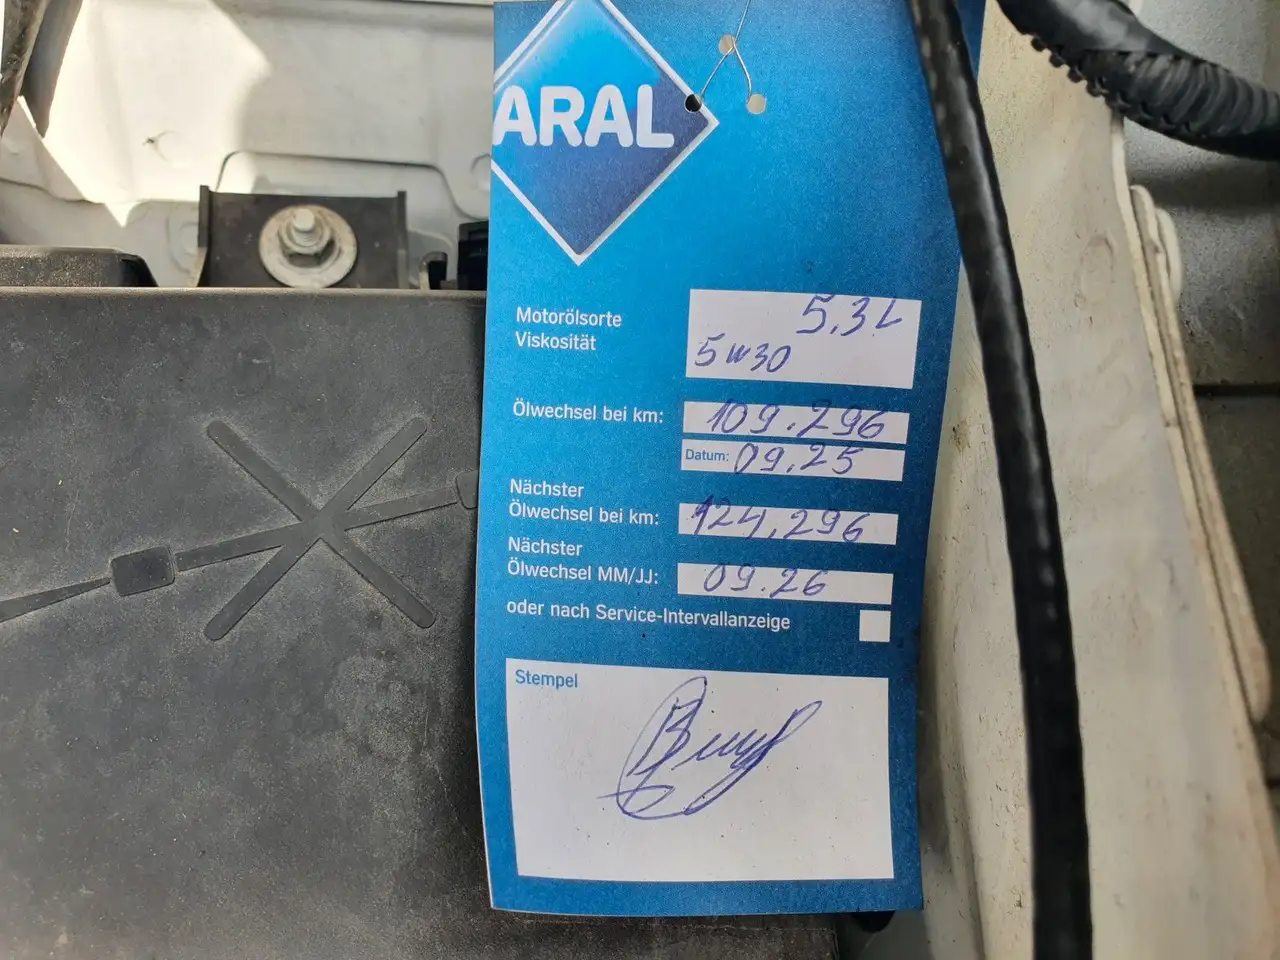 ARAL
Motorölsorte
Viskosität
5,3L
5w30
Ölwechsel bei km:
109.296
Datum: 09.25
Nächster
Ölwechsel bei km:
124,296
Nächster
Ölwechsel MM/JJ:
09.26
oder nach Service-Intervallanzeige
Stempel